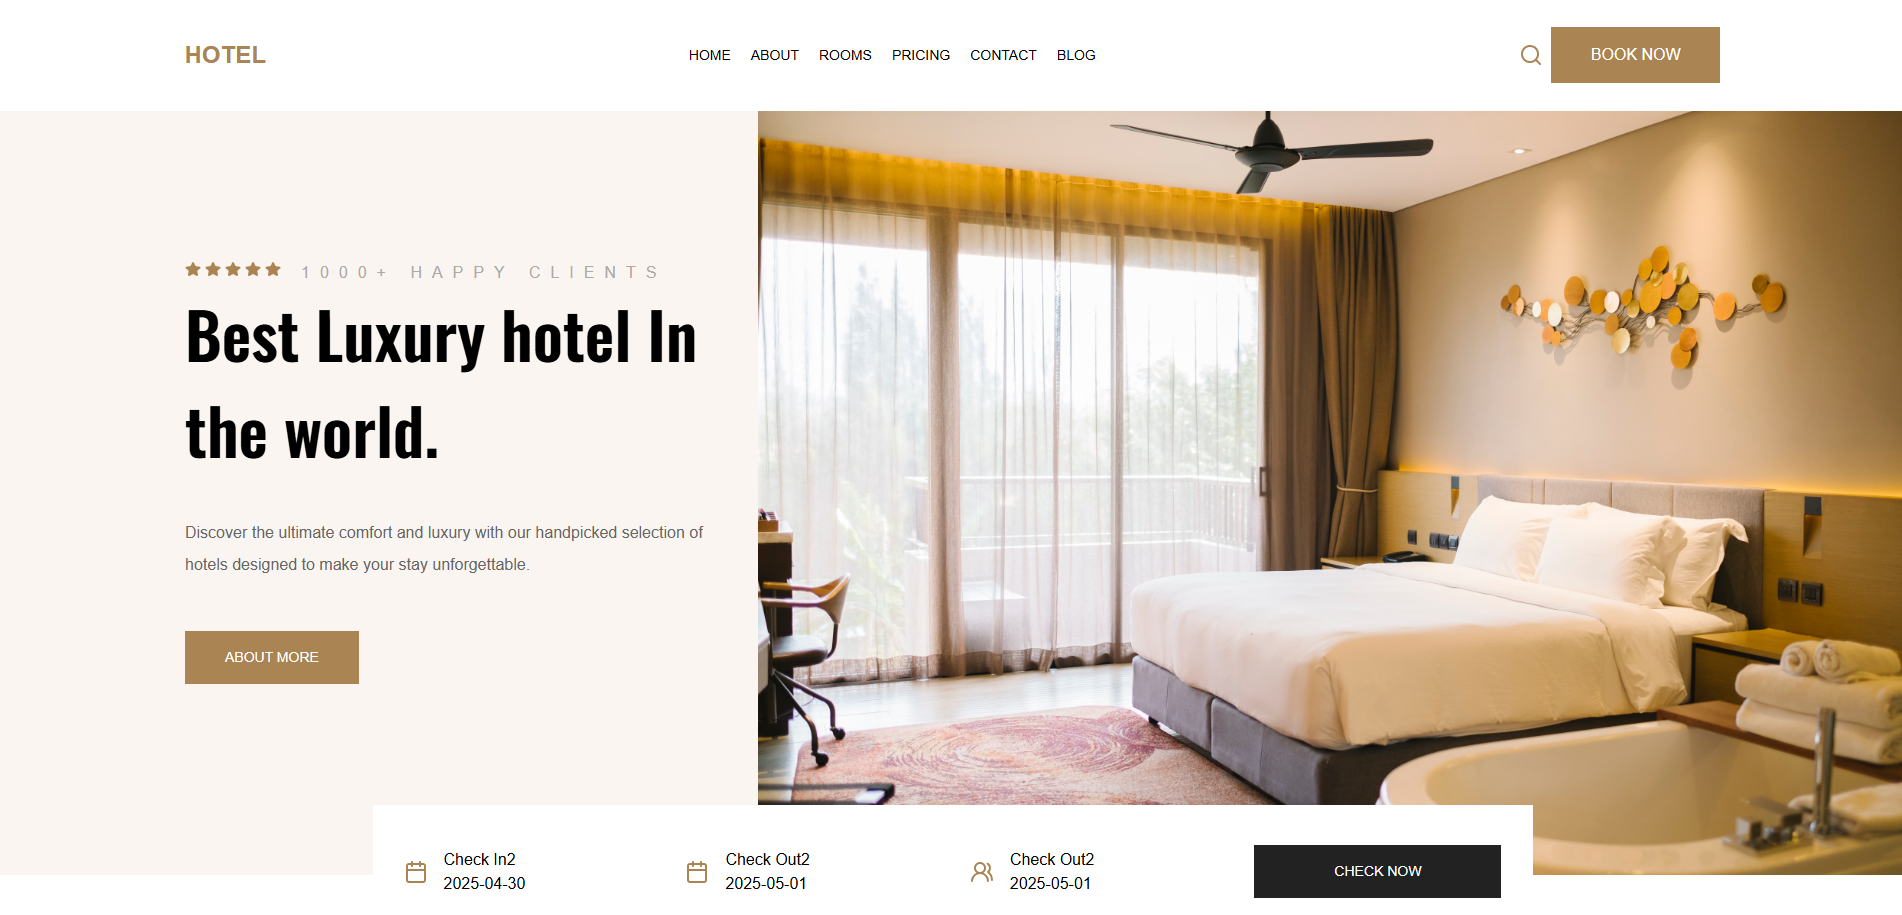 HOTEL
HOME ABOUT ROOMS PRICING CONTACT BLOG
BOOK NOW
1000+ HAPPY CLIENTS
Best Luxury hotel In
the world.
Discover the ultimate comfort and luxury with our handpicked selection of
hotels designed to make your stay unforgettable.
ABOUT MORE
Check In2
2025-04-30
Check Out2
2025-05-01
Check Out2
2025-05-01
CHECK NOW